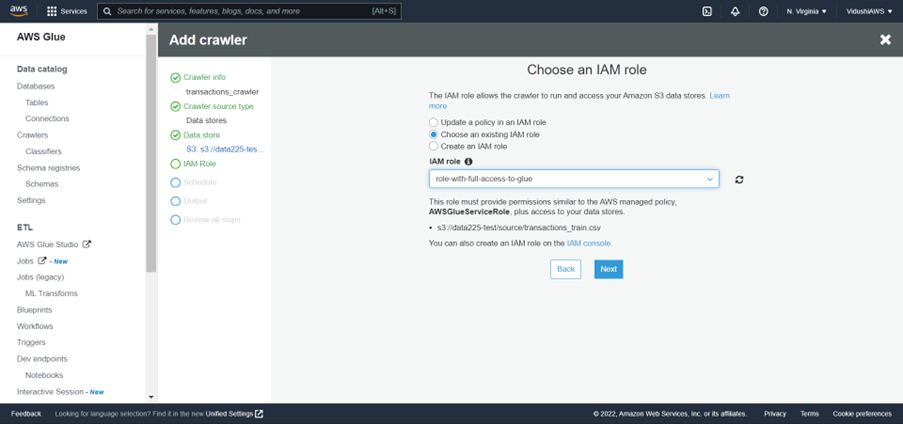 aws
Services
Search for services, features, blogs, docs, and more
[Alt+S]
N. Virginia
VidushiAWS
AWS Glue
Data catalog
Databases
Tables
Connections
Crawlers
Classifiers
Schema registries
Schemas
Settings
ETL
AWS Glue Studio
Jobs - New
Jobs (legacy)
ML Transforms
Blueprints
Workflows
Triggers
Dev endpoints
Notebooks
Interactive Session - New
Add crawler
Crawler info
transactions_crawler
Crawler source type
Data stores
Data store
S3: s3://data225-tes...
IAM Role
Schedule
Output
Review all steps
Choose an IAM role
The IAM role allows the crawler to run and access your Amazon S3 data stores. Learn
more
Update a policy in an IAM role
Choose an existing IAM role
Create an IAM role
IAM role
role-with-full-access-to-glue
This role must provide permissions similar to the AWS managed policy,
AWSGlueServiceRole, plus access to your data stores.
• s3://data225-test/source/transactions_train.csv
You can also create an IAM role on the IAM console.
Back
Next
Feedback
Looking for language selection? Find it in the new Unified Settings
© 2022, Amazon Web Services, Inc. or its affiliates.
Privacy
Terms
Cookie preferences